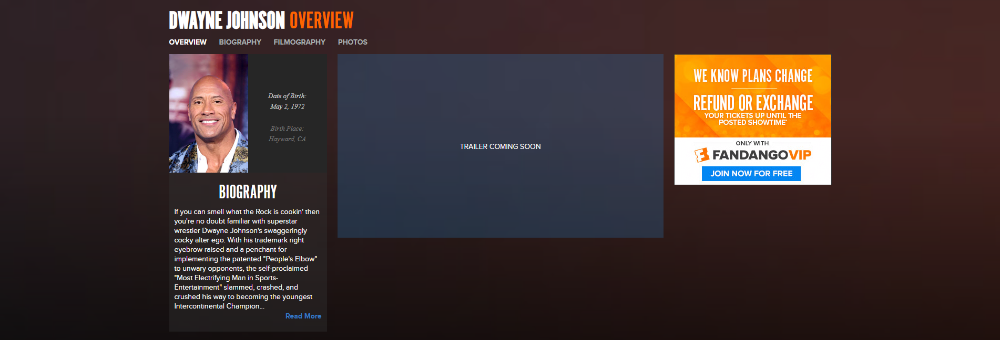 DWAYNE JOHNSON OVERVIEW
OVERVIEW BIOGRAPHY FILMOGRAPHY PHOTOS
Date of Birth:
May 2, 1972
Birth Place:
Hayward, CA
BIOGRAPHY
If you can smell what the Rock is cookin' then
you're no doubt familiar with superstar
wrestler Dwayne Johnson's swaggeringly
cocky alter ego. With his trademark right
eyebrow raised and a penchant for
implementing the patented "People's Elbow"
to unwary opponents, the self-proclaimed
"Most Electrifying Man in Sports-
Entertainment" slammed, crashed, and
crushed his way to becoming the youngest
Intercontinental Champion...
Read More
TRAILER COMING SOON
WE KNOW PLANS CHANGE
REFUND OR EXCHANGE
YOUR TICKETS UP UNTIL THE
POSTED SHOWTIME*
ONLY WITH
FANDANGOVIP
JOIN NOW FOR FREE